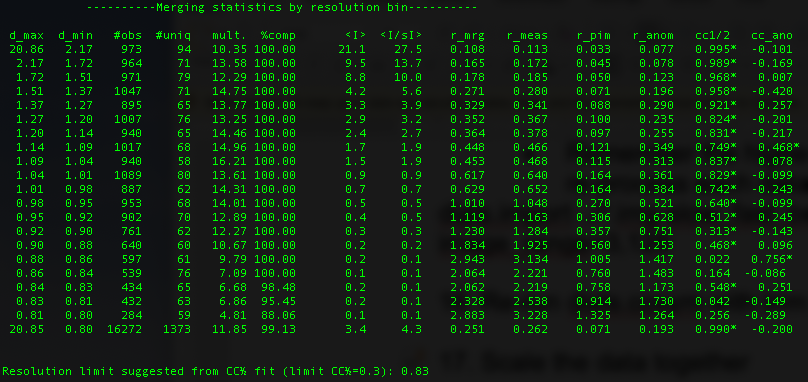 ----------Merging statistics by resolution bin----------
d_max d_min #obs #uniq mult. %comp <I> <I/sI> r_mrg r_meas r_pim r_anom cc1/2 cc_ano
20.86 2.17 973 94 10.35 100.00 21.1 27.5 0.108 0.113 0.033 0.077 0.995* -0.101
2.17 1.72 964 71 13.58 100.00 9.5 13.7 0.165 0.172 0.045 0.078 0.989* -0.169
1.72 1.51 971 79 12.29 100.00 8.8 10.0 0.178 0.185 0.050 0.123 0.968* 0.007
1.51 1.37 1047 71 14.75 100.00 4.2 5.6 0.271 0.280 0.071 0.196 0.958* -0.420
1.37 1.27 895 65 13.77 100.00 3.3 3.9 0.329 0.341 0.088 0.290 0.921* -0.257
1.27 1.20 1007 76 13.25 100.00 2.9 3.2 0.352 0.367 0.100 0.235 0.824* -0.201
1.20 1.14 940 65 14.46 100.00 2.4 2.7 0.364 0.378 0.097 0.255 0.831* -0.217
1.14 1.09 1017 68 14.96 100.00 1.7 1.9 0.448 0.466 0.121 0.349 0.749* 0.468*
1.09 1.04 940 58 16.21 100.00 1.5 1.9 0.453 0.468 0.115 0.313 0.837* 0.078
1.04 1.01 1089 80 13.61 100.00 0.9 0.9 0.617 0.640 0.164 0.361 0.829* -0.099
1.01 0.98 887 62 14.31 100.00 0.7 0.7 0.629 0.652 0.164 0.384 0.742* -0.243
0.98 0.95 953 68 14.01 100.00 0.5 0.4 1.010 1.048 0.270 0.521 0.640* -0.099
0.95 0.92 902 70 12.89 100.00 0.4 0.5 1.119 1.163 0.306 0.628 0.512* 0.245
0.92 0.90 761 62 12.27 100.00 0.3 0.3 1.230 1.284 0.357 0.751 0.313* -0.143
0.90 0.88 640 60 10.67 100.00 0.2 0.2 1.834 1.925 0.560 1.253 0.468* 0.096
0.88 0.86 597 61 9.79 100.00 0.2 0.1 2.943 3.134 1.005 1.417 0.022 0.756*
0.86 0.84 539 76 7.09 100.00 0.2 0.1 2.064 2.221 0.760 1.483 0.164 -0.086
0.84 0.83 434 65 6.68 98.48 0.2 0.1 2.062 2.219 0.758 1.173 0.548* 0.251
0.83 0.81 432 63 6.86 95.45 0.2 0.1 2.328 2.538 0.914 1.730 0.042 -0.149
0.81 0.80 284 59 4.81 88.06 0.1 0.1 2.883 3.228 1.325 1.264 0.256 -0.289
20.85 0.80 16272 1373 11.85 99.13 3.4 4.3 0.251 0.262 0.071 0.193 0.990* -0.200
Resolution limit suggested from CC½ fit (limit CC½=0.3): 0.83